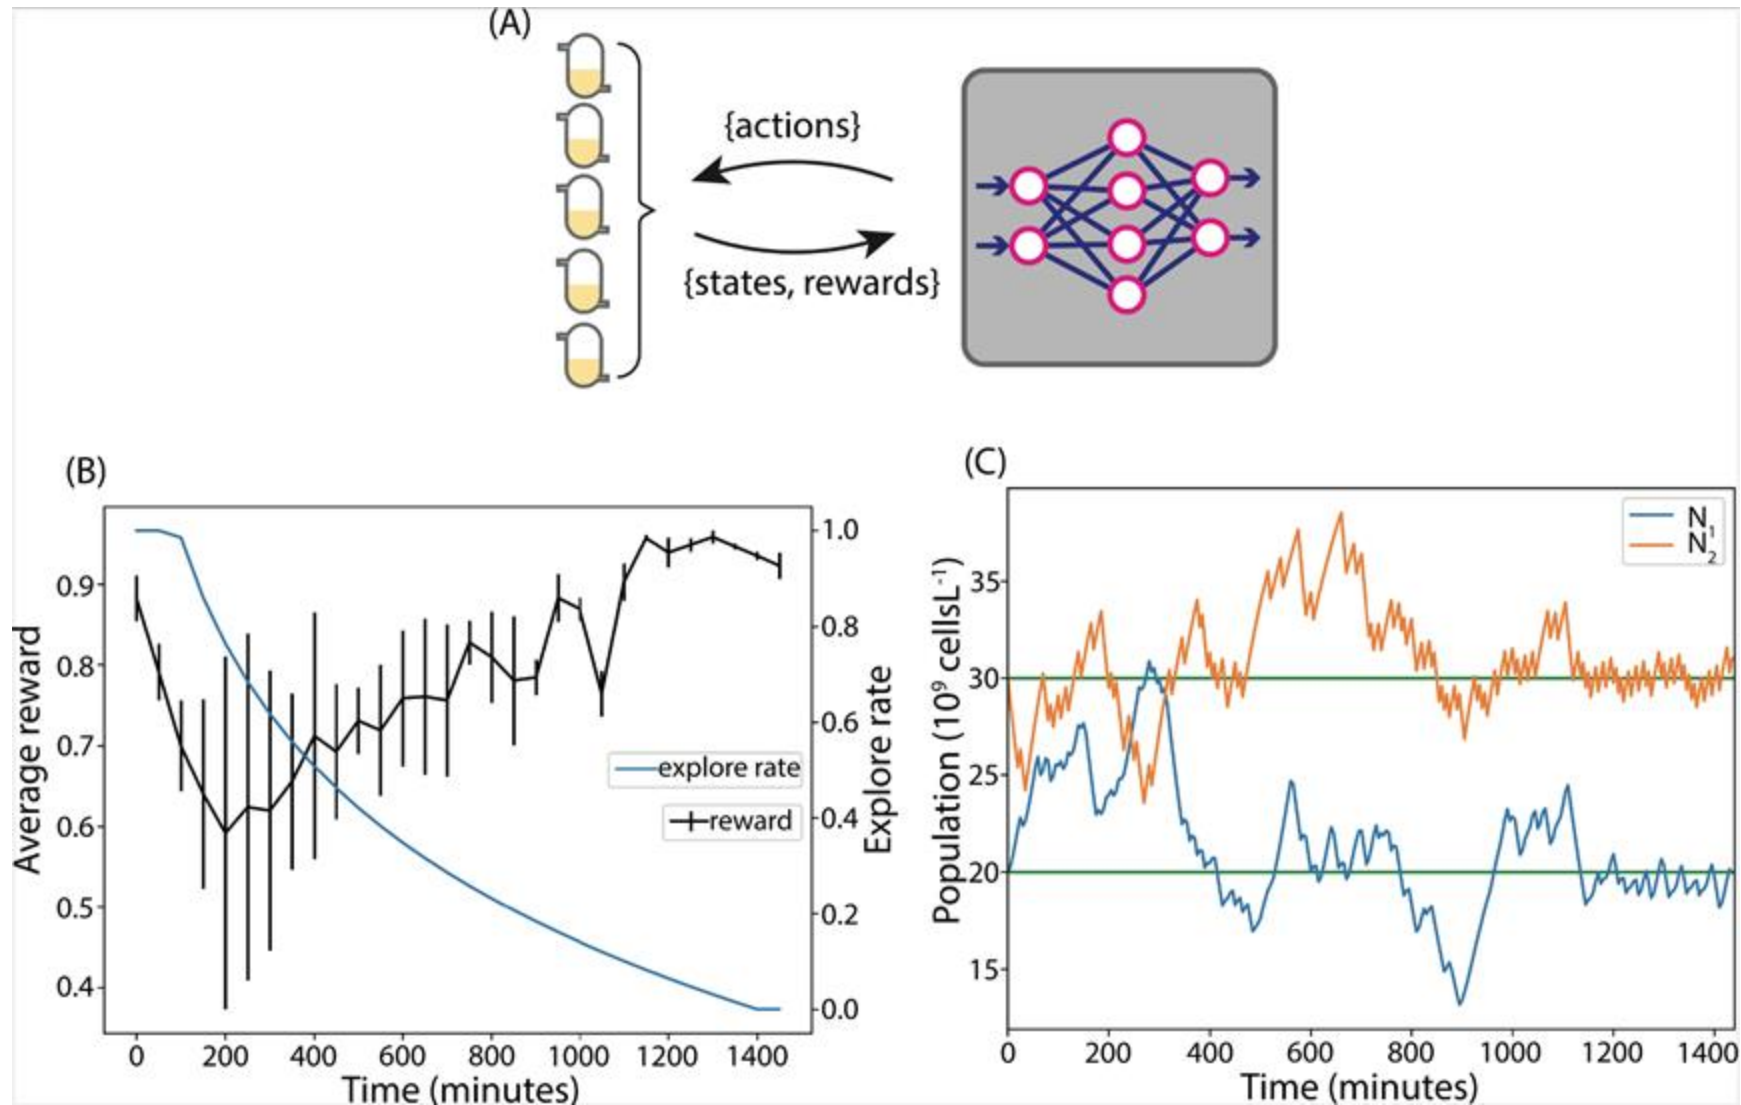 (A)
{actions}
{states, rewards}
(B)
Average reward
0.9
0.8
0.7
0.6
0.5
0.4
1.0
0.8
0.6
0.4
0.2
0.0
Explore rate
explore rate
reward
0 200 400 600 800 1000 1200 1400
Time (minutes)
(C)
Population (10⁹ cellsL⁻¹)
35
30
25
20
15
N₁
N₂
0 200 400 600 800 1000 1200 1400
Time (minutes)